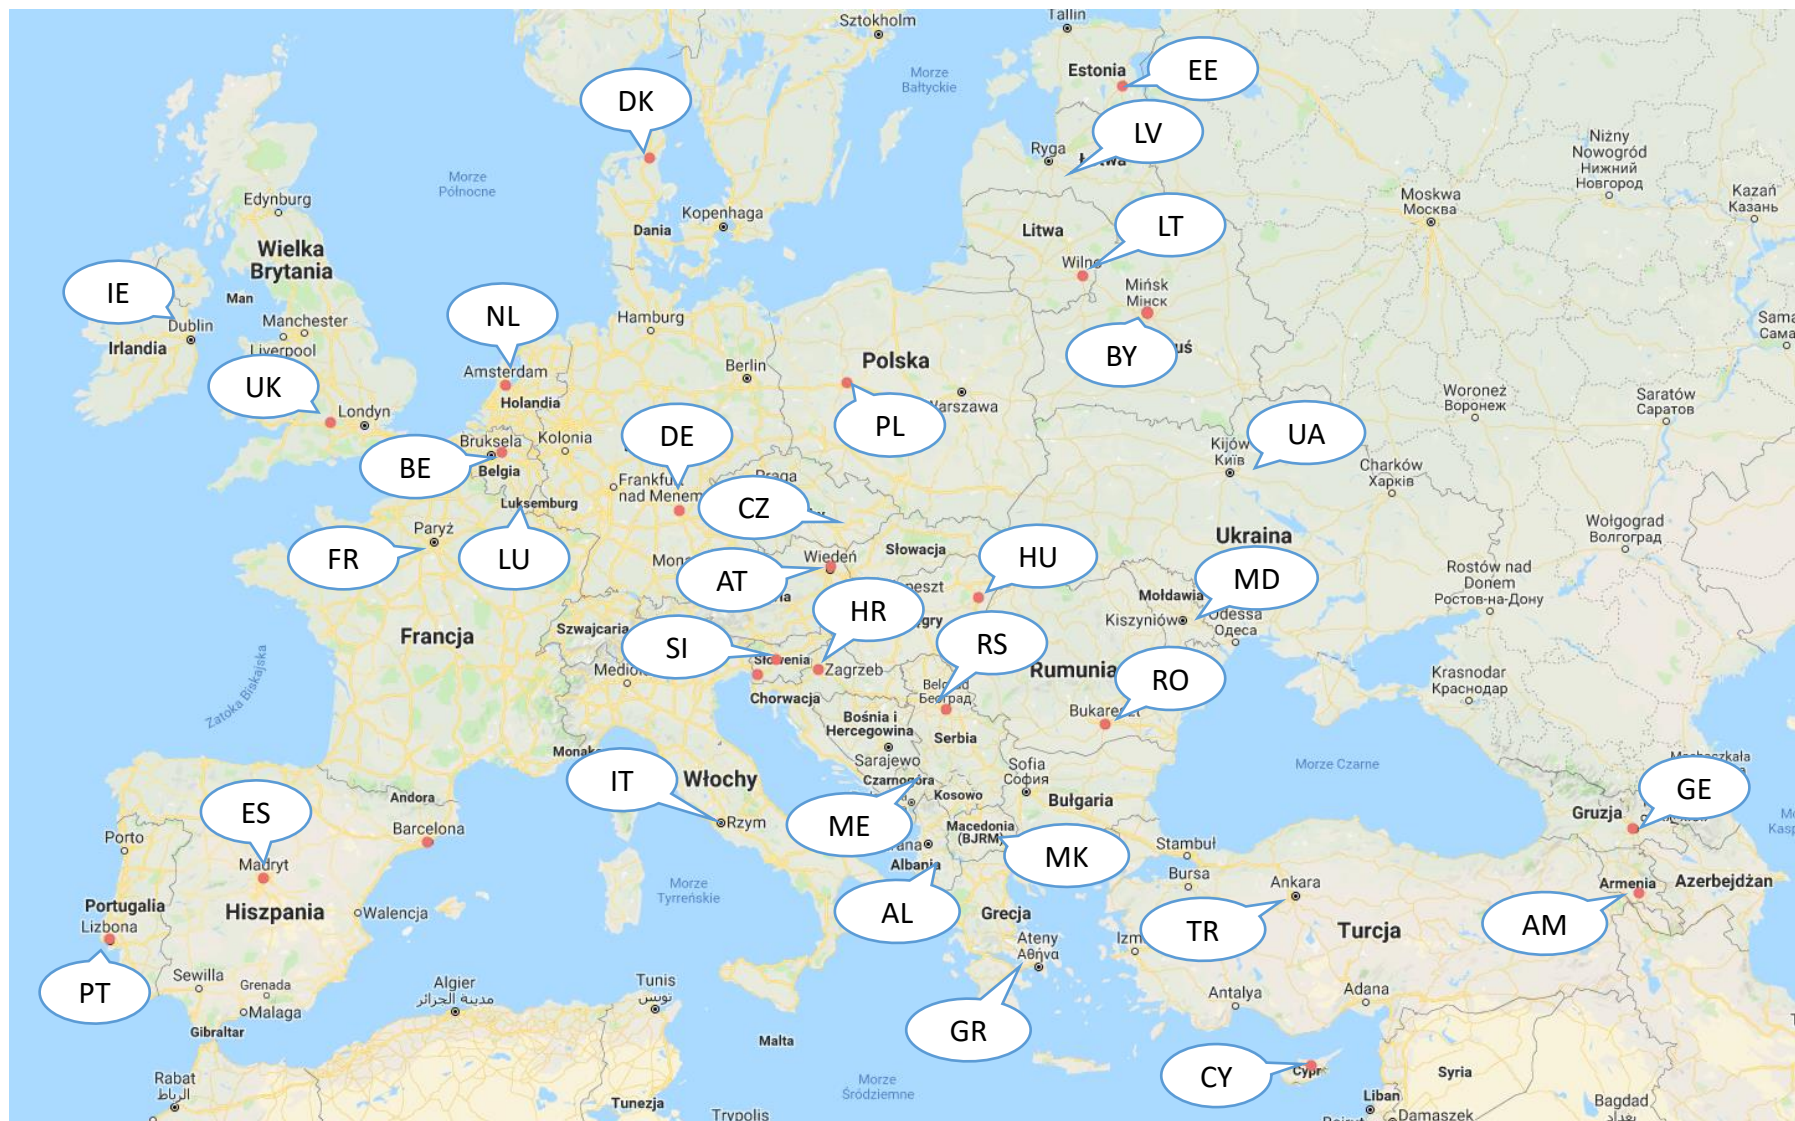 Sztokholm
Tallin
Morze
Bałtyckie
Estonia
EE
DK
LV
Ryga
Niżny
Nowogród
Нижний
Новгород
Morze
Północne
Edynburg
Kopenhaga
Dania
Moskwa
Москва
Kazań
Казань
LT
Litwa
Wielka
Brytania
Wilno
IE
Man
Mińsk
Мінск
NL
Dublin
Manchester
Hamburg
Irlandia
Liverpool
BY
Polska
UK
Amsterdam
Berlin
Holandia
Woroneż
Воронеж
Saratów
Саратов
Londyn
PL
DE
UA
Bruksela
Kolonia
Kijów
Київ
BE
Belgia
Charków
Харків
nad Menem
Luksemburg
CZ
Paryż
Wołgograd
Волгоград
FR
LU
Ukraina
Słowacja
HU
Wiedeń
AT
MD
Rostów nad
Donem
Ростов-на-Дону
Mołdawia
HR
Kiszyniów
Odessa
Одеса
Szwajcaria
Francja
SI
RS
Słowenia
Zagrzeb
Rumunia
RO
Krasnodar
Краснодар
Zatoka Biskajska
Chorwacja
Београд
Bośnia i
Hercegowina
Serbia
Sarajewo
IT
Włochy
Czarnogóra
Sofia
София
Morze Czarne
Kosowo
Bułgaria
GE
Andora
ES
Gruzja
Barcelona
Porto
Rzym
ME
Macedonia
(BJRM)
MK
Stambuł
Madryt
Albania
Bursa
Ankara
Armenia
Azerbejdżan
Morze
Tyrreńskie
Portugalia
Lizbona
Hiszpania
Walencja
AL
Grecja
TR
Turcja
AM
Ateny
Αθήνα
PT
Sewilla
Grenada
Malaga
Algier
مدينة الجزائر
Tunis
تونس
Antalya
Adana
Gibraltar
GR
Malta
CY
Cypr
Syria
Rabat
الرباط
Morze
Śródziemne
Tunezja
Trypolis
Liban
Damaszek
Bagdad